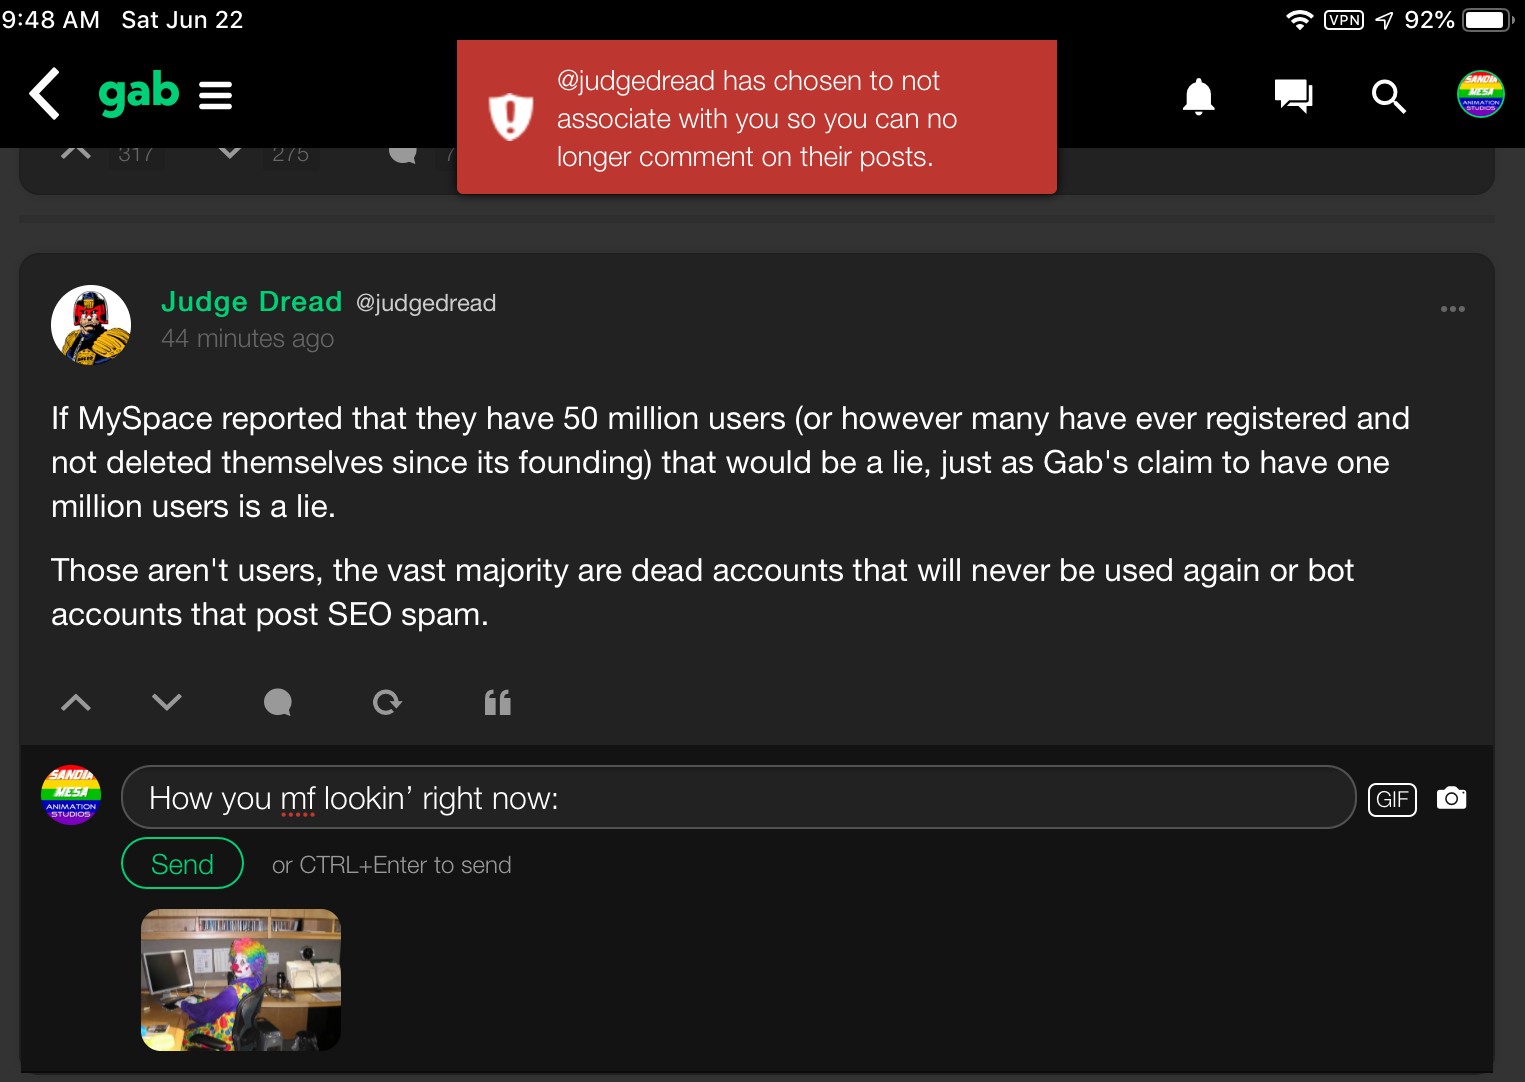 9:48 AM Sat Jun 22
VPN 92%
gab
@judgedread has chosen to not
associate with you so you can no
longer comment on their posts.
SANDIA
MESA
ANIMATION
STUDIOS
317 275 7
Judge Dread @judgedread
44 minutes ago
If MySpace reported that they have 50 million users (or however many have ever registered and
not deleted themselves since its founding) that would be a lie, just as Gab's claim to have one
million users is a lie.
Those aren't users, the vast majority are dead accounts that will never be used again or bot
accounts that post SEO spam.
SANDIA
MESA
ANIMATION
STUDIOS
How you mf lookin’ right now:
GIF
Send or CTRL+Enter to send